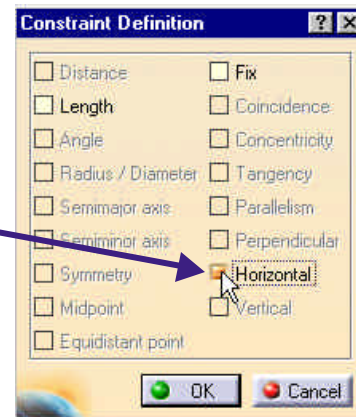 Constraint Definition
Distance
Fix
Length
Coincidence
Angle
Concentricity
Radius / Diameter
Tangency
Semimajor axis
Parallelism
Semiminor axis
Perpendicular
Symmetry
Horizontal
Midpoint
Vertical
Equidistant point
OK
Cancel